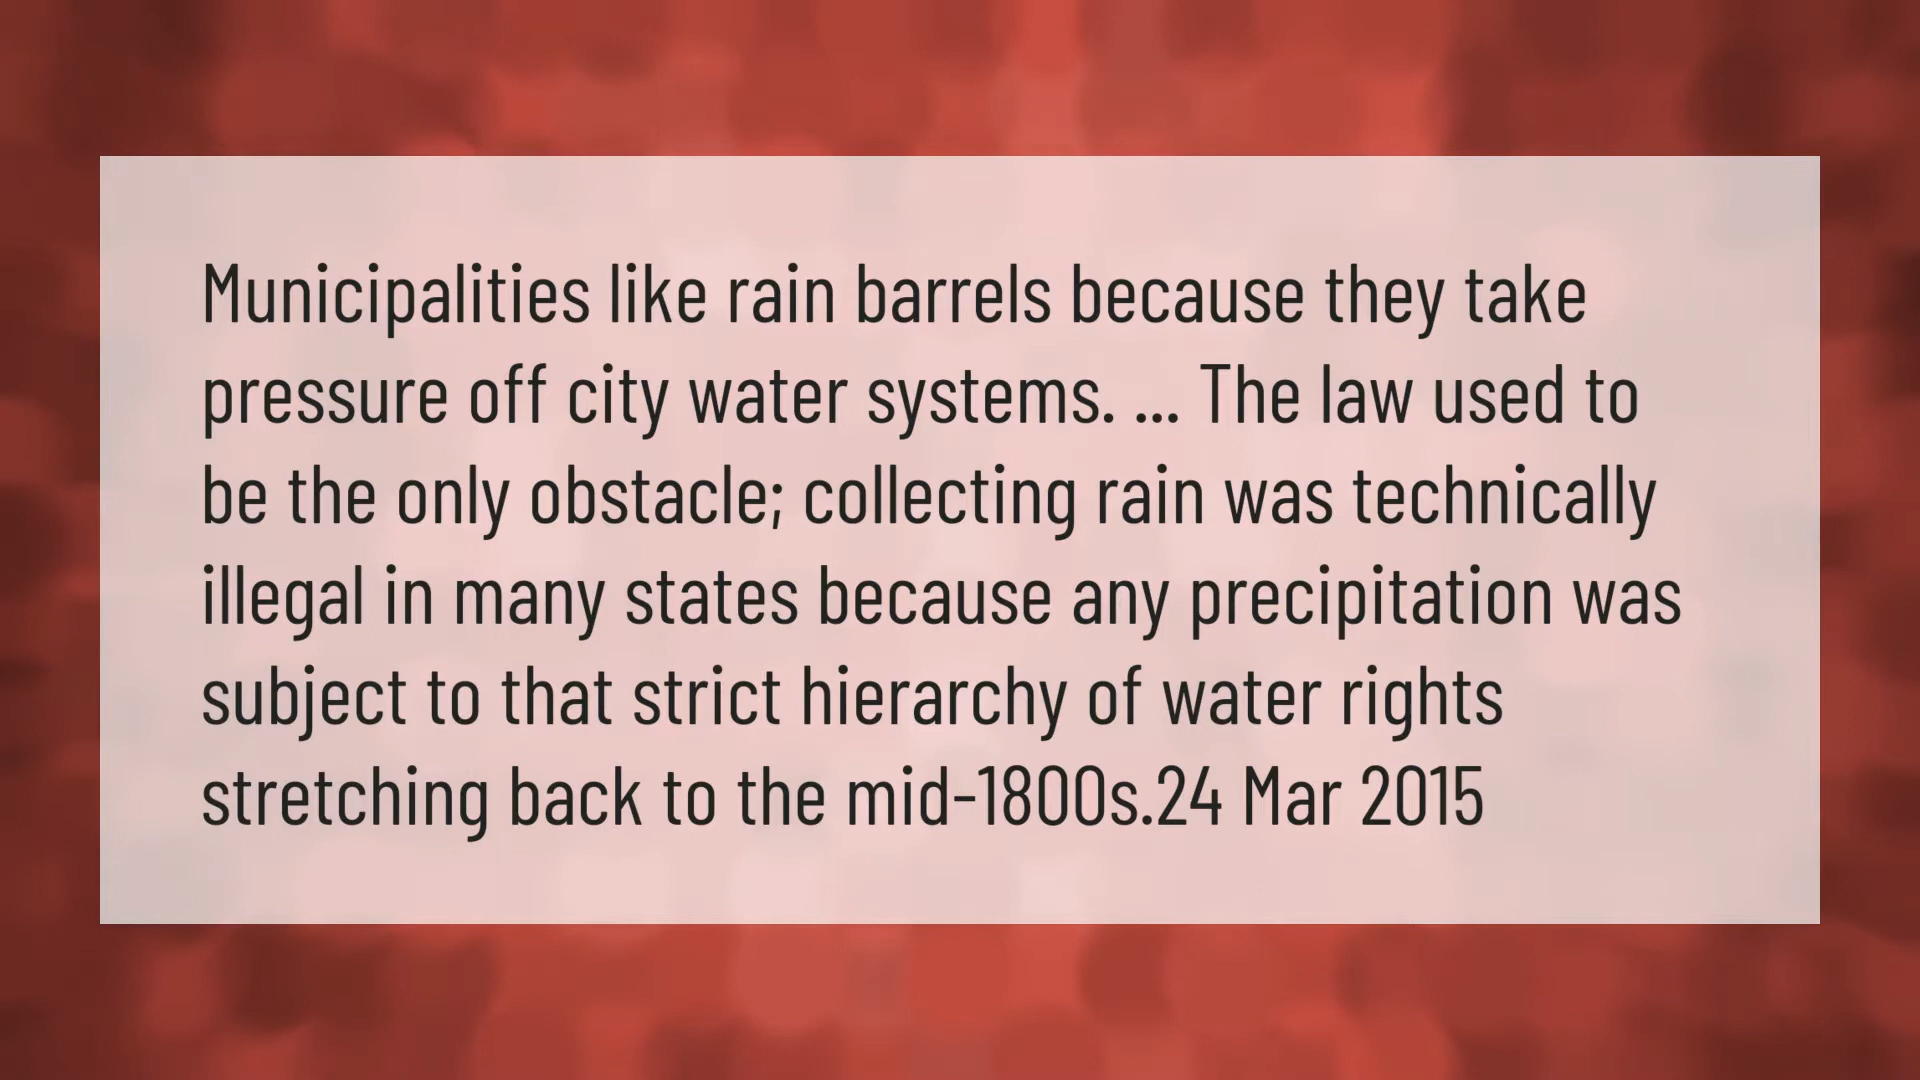 Municipalities like rain barrels because they take
pressure off city water systems. ... The law used to
be the only obstacle; collecting rain was technically
illegal in many states because any precipitation was
subject to that strict hierarchy of water rights
stretching back to the mid-1800s.24 Mar 2015